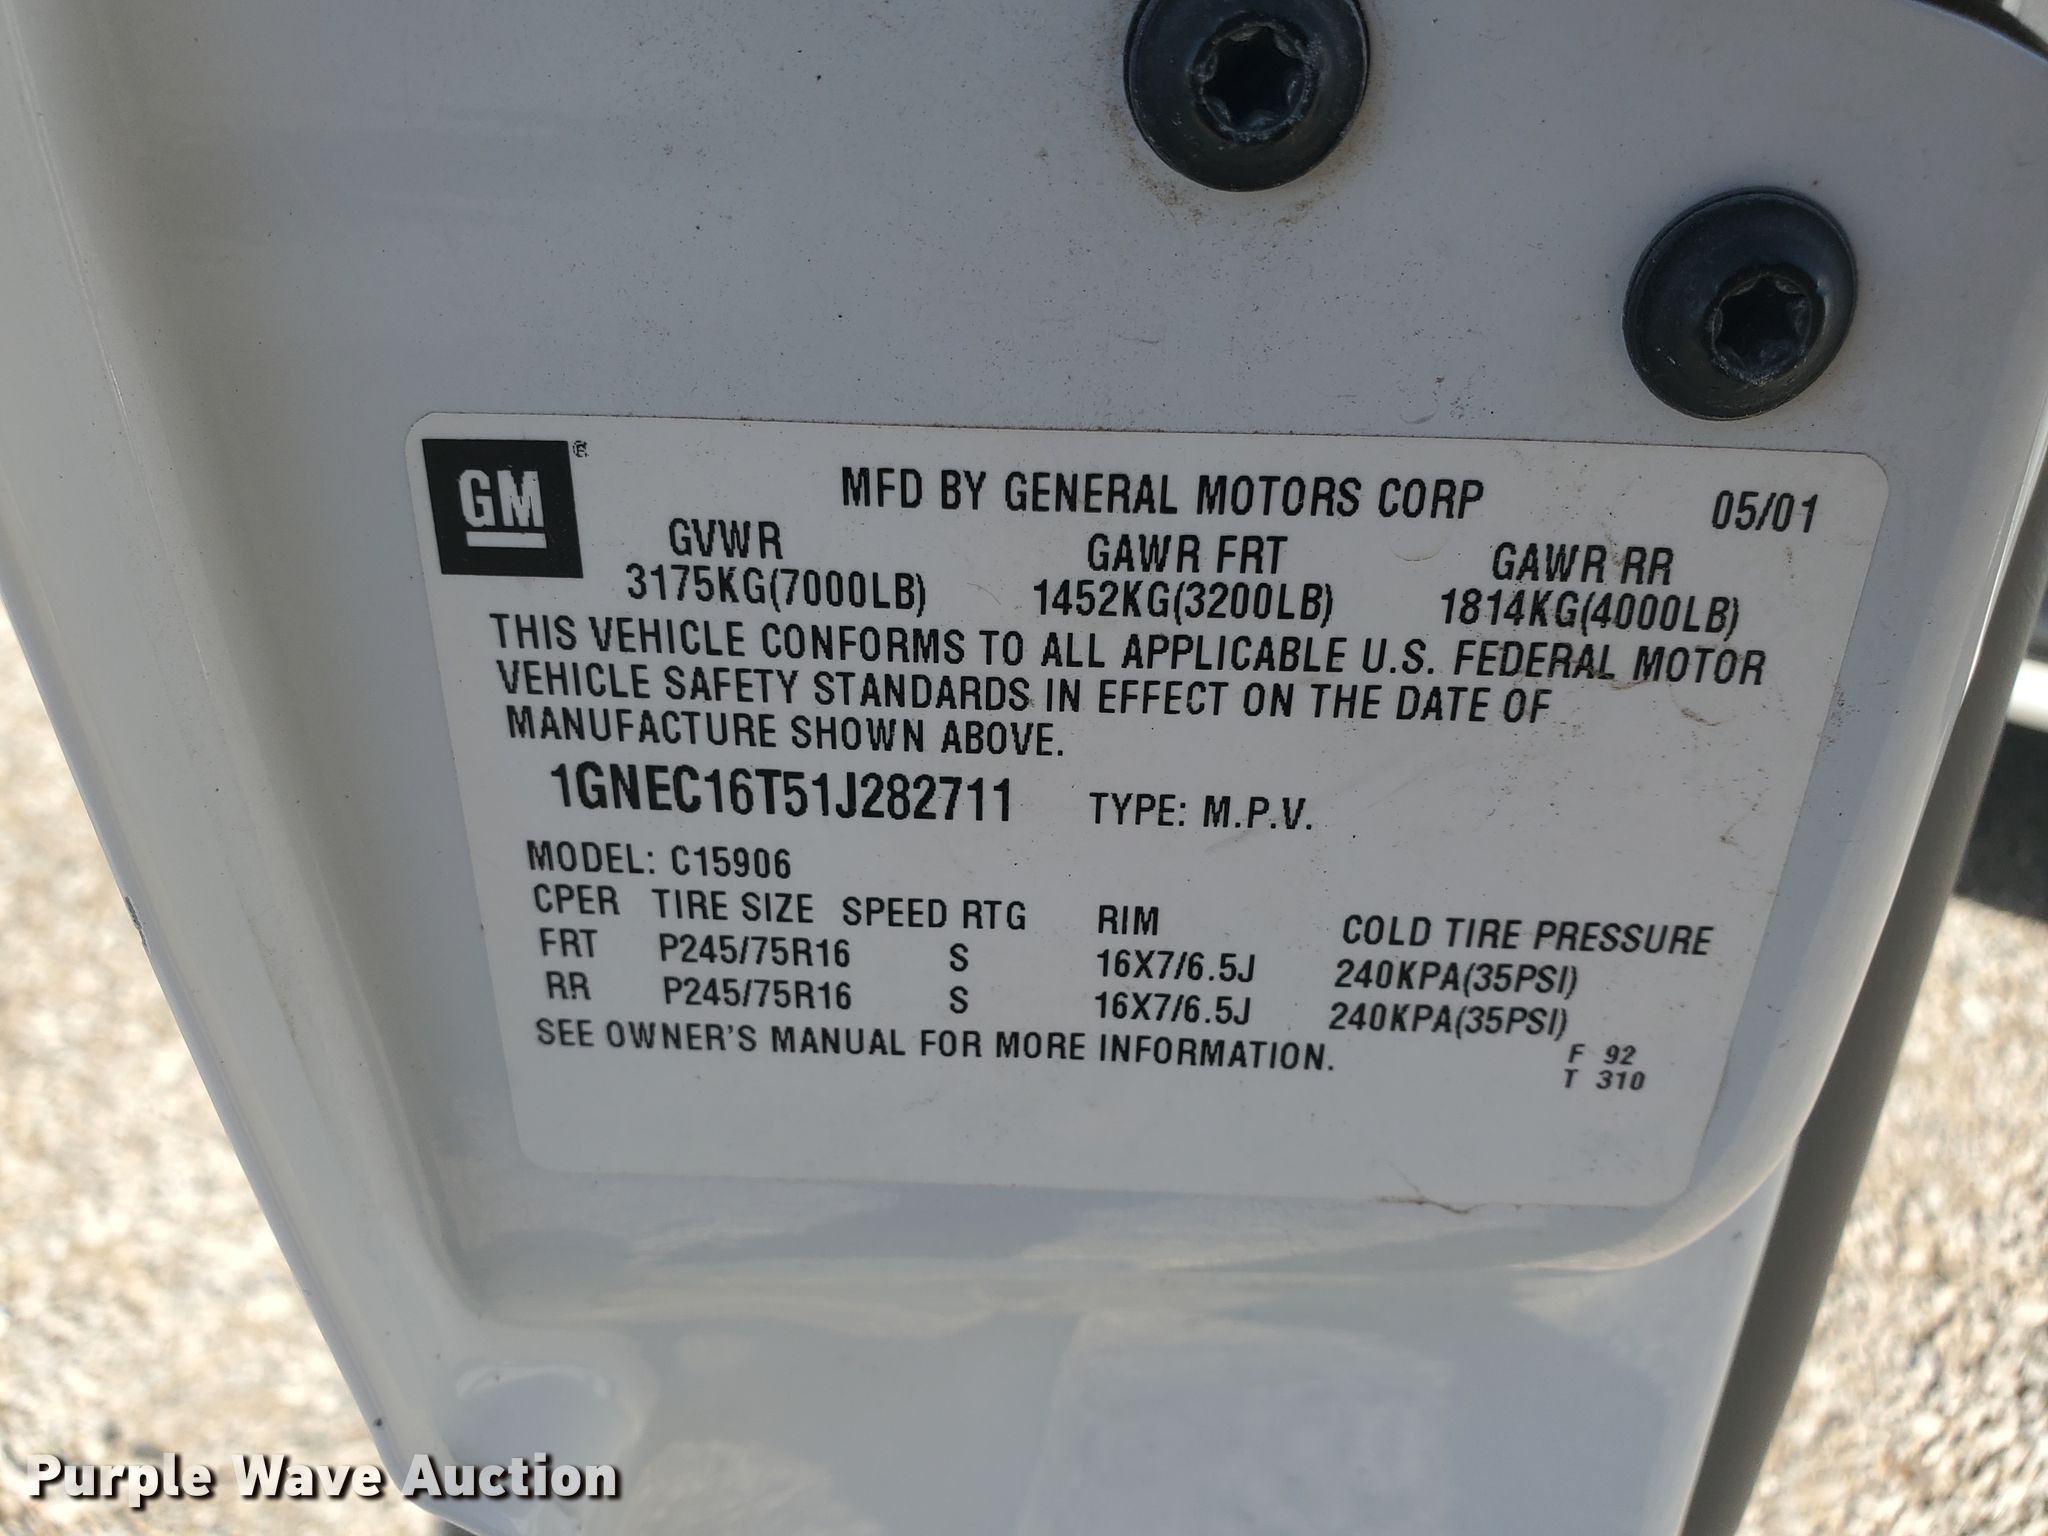 GM ®
MFD BY GENERAL MOTORS CORP 05/01
GVWR GAWR FRT GAWR RR
3175KG(7000LB) 1452KG(3200LB) 1814KG(4000LB)
THIS VEHICLE CONFORMS TO ALL APPLICABLE U.S. FEDERAL MOTOR
VEHICLE SAFETY STANDARDS IN EFFECT ON THE DATE OF
MANUFACTURE SHOWN ABOVE.
1GNEC16T51J282711 TYPE: M.P.V.
MODEL: C15906
CPER TIRE SIZE SPEED RTG RIM COLD TIRE PRESSURE
FRT P245/75R16 S 16X7/6.5J 240KPA(35PSI)
RR P245/75R16 S 16X7/6.5J 240KPA(35PSI)
SEE OWNER'S MANUAL FOR MORE INFORMATION.
F 92
T 310
Purple Wave Auction